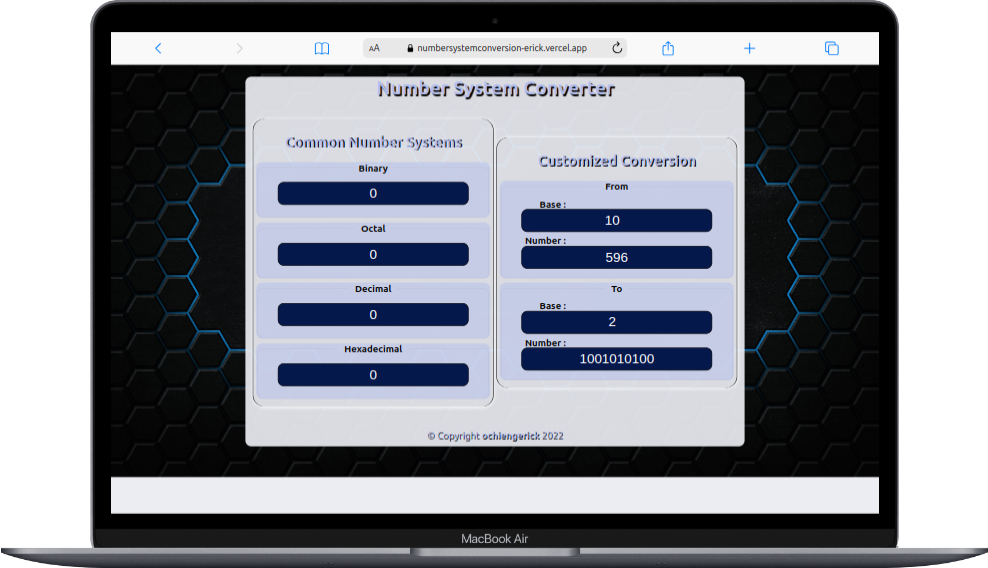 AA numbersystemconversion-erick.vercel.app
Number System Converter
Common Number Systems
Binary
0
Octal
0
Decimal
0
Hexadecimal
0
Customized Conversion
From
Base :
10
Number :
596
To
Base :
2
Number :
1001010100
© Copyright ochiengerick 2022
MacBook Air